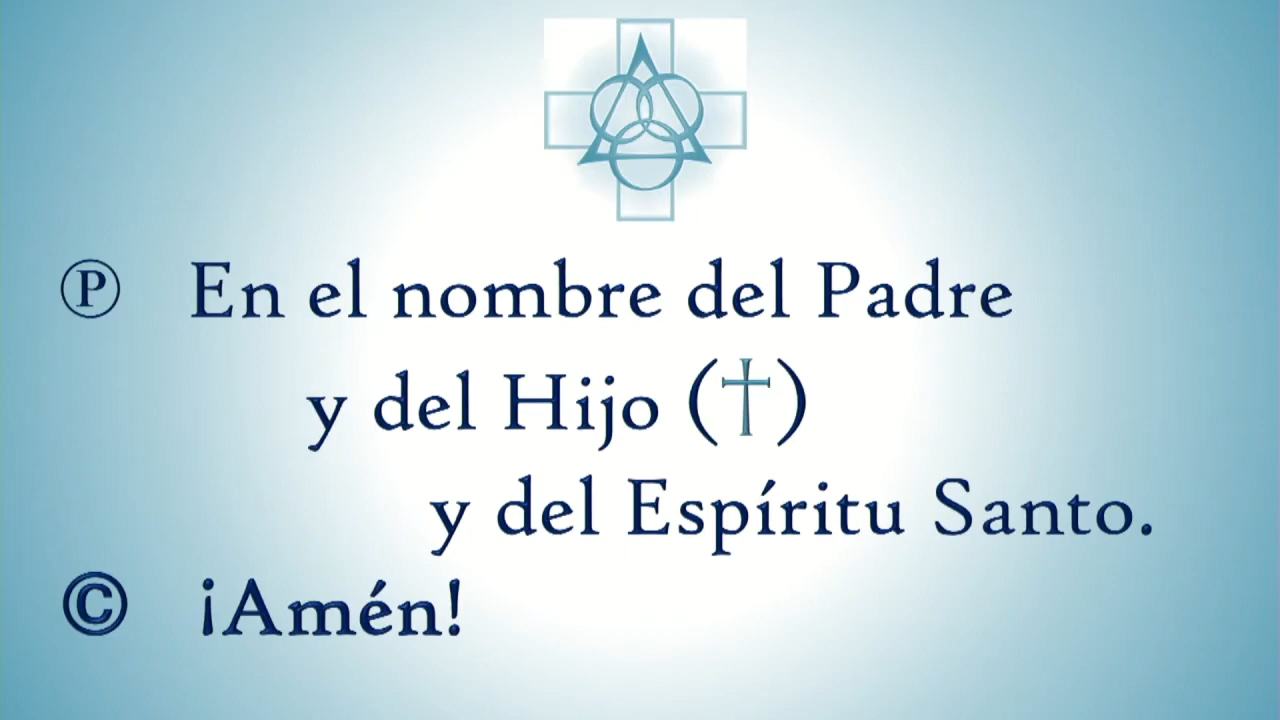 Ⓟ En el nombre del Padre
y del Hijo (†)
y del Espíritu Santo.
© ¡Amén!